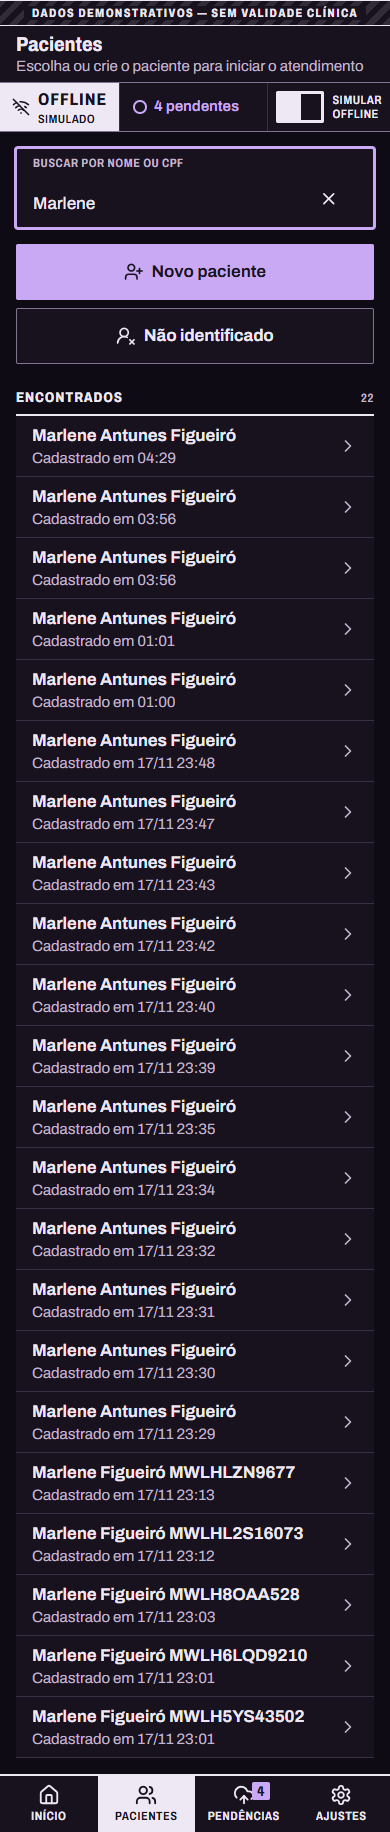 DADOS DEMONSTRATIVOS — SEM VALIDADE CLÍNICA
Pacientes
Escolha ou crie o paciente para iniciar o atendimento
OFFLINE
SIMULADO
4 pendentes
SIMULAR
OFFLINE
BUSCAR POR NOME OU CPF
Marlene
Novo paciente
Não identificado
ENCONTRADOS 22
Marlene Antunes Figueiró
Cadastrado em 04:29
Marlene Antunes Figueiró
Cadastrado em 03:56
Marlene Antunes Figueiró
Cadastrado em 03:56
Marlene Antunes Figueiró
Cadastrado em 01:01
Marlene Antunes Figueiró
Cadastrado em 01:00
Marlene Antunes Figueiró
Cadastrado em 17/11 23:48
Marlene Antunes Figueiró
Cadastrado em 17/11 23:47
Marlene Antunes Figueiró
Cadastrado em 17/11 23:43
Marlene Antunes Figueiró
Cadastrado em 17/11 23:42
Marlene Antunes Figueiró
Cadastrado em 17/11 23:40
Marlene Antunes Figueiró
Cadastrado em 17/11 23:39
Marlene Antunes Figueiró
Cadastrado em 17/11 23:35
Marlene Antunes Figueiró
Cadastrado em 17/11 23:34
Marlene Antunes Figueiró
Cadastrado em 17/11 23:32
Marlene Antunes Figueiró
Cadastrado em 17/11 23:31
Marlene Antunes Figueiró
Cadastrado em 17/11 23:30
Marlene Antunes Figueiró
Cadastrado em 17/11 23:29
Marlene Figueiró MWLHLZN9677
Cadastrado em 17/11 23:13
Marlene Figueiró MWLHL2S16073
Cadastrado em 17/11 23:12
Marlene Figueiró MWLH8OAA528
Cadastrado em 17/11 23:03
Marlene Figueiró MWLH6LQD9210
Cadastrado em 17/11 23:01
Marlene Figueiró MWLH5YS43502
Cadastrado em 17/11 23:01
4
INÍCIO PACIENTES PENDÊNCIAS AJUSTES